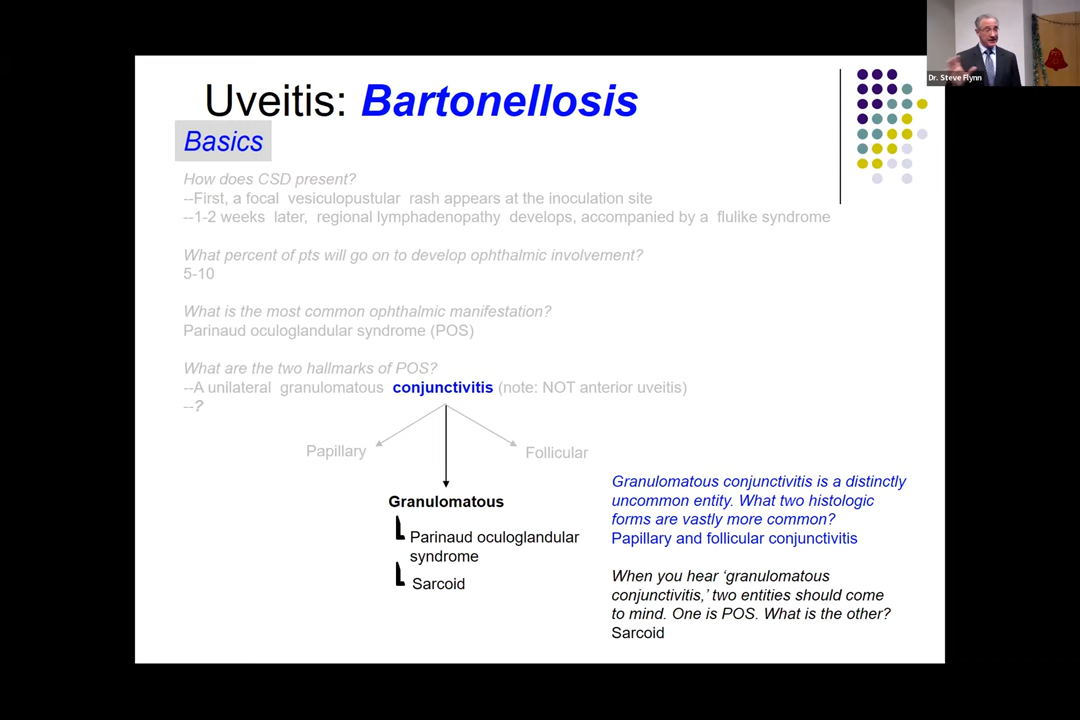 Dr. Steve Flynn
Uveitis: Bartonellosis
Basics
How does CSD present?
--First, a focal vesiculopustular rash appears at the inoculation site
--1-2 weeks later, regional lymphadenopathy develops, accompanied by a flulike syndrome
What percent of pts will go on to develop ophthalmic involvement?
5-10
What is the most common ophthalmic manifestation?
Parinaud oculoglandular syndrome (POS)
What are the two hallmarks of POS?
--A unilateral granulomatous conjunctivitis (note: NOT anterior uveitis)
--?
Papillary
Follicular
Granulomatous
Parinaud oculoglandular
syndrome
Sarcoid
Granulomatous conjunctivitis is a distinctly
uncommon entity. What two histologic
forms are vastly more common?
Papillary and follicular conjunctivitis
When you hear ‘granulomatous
conjunctivitis,’ two entities should come
to mind. One is POS. What is the other?
Sarcoid